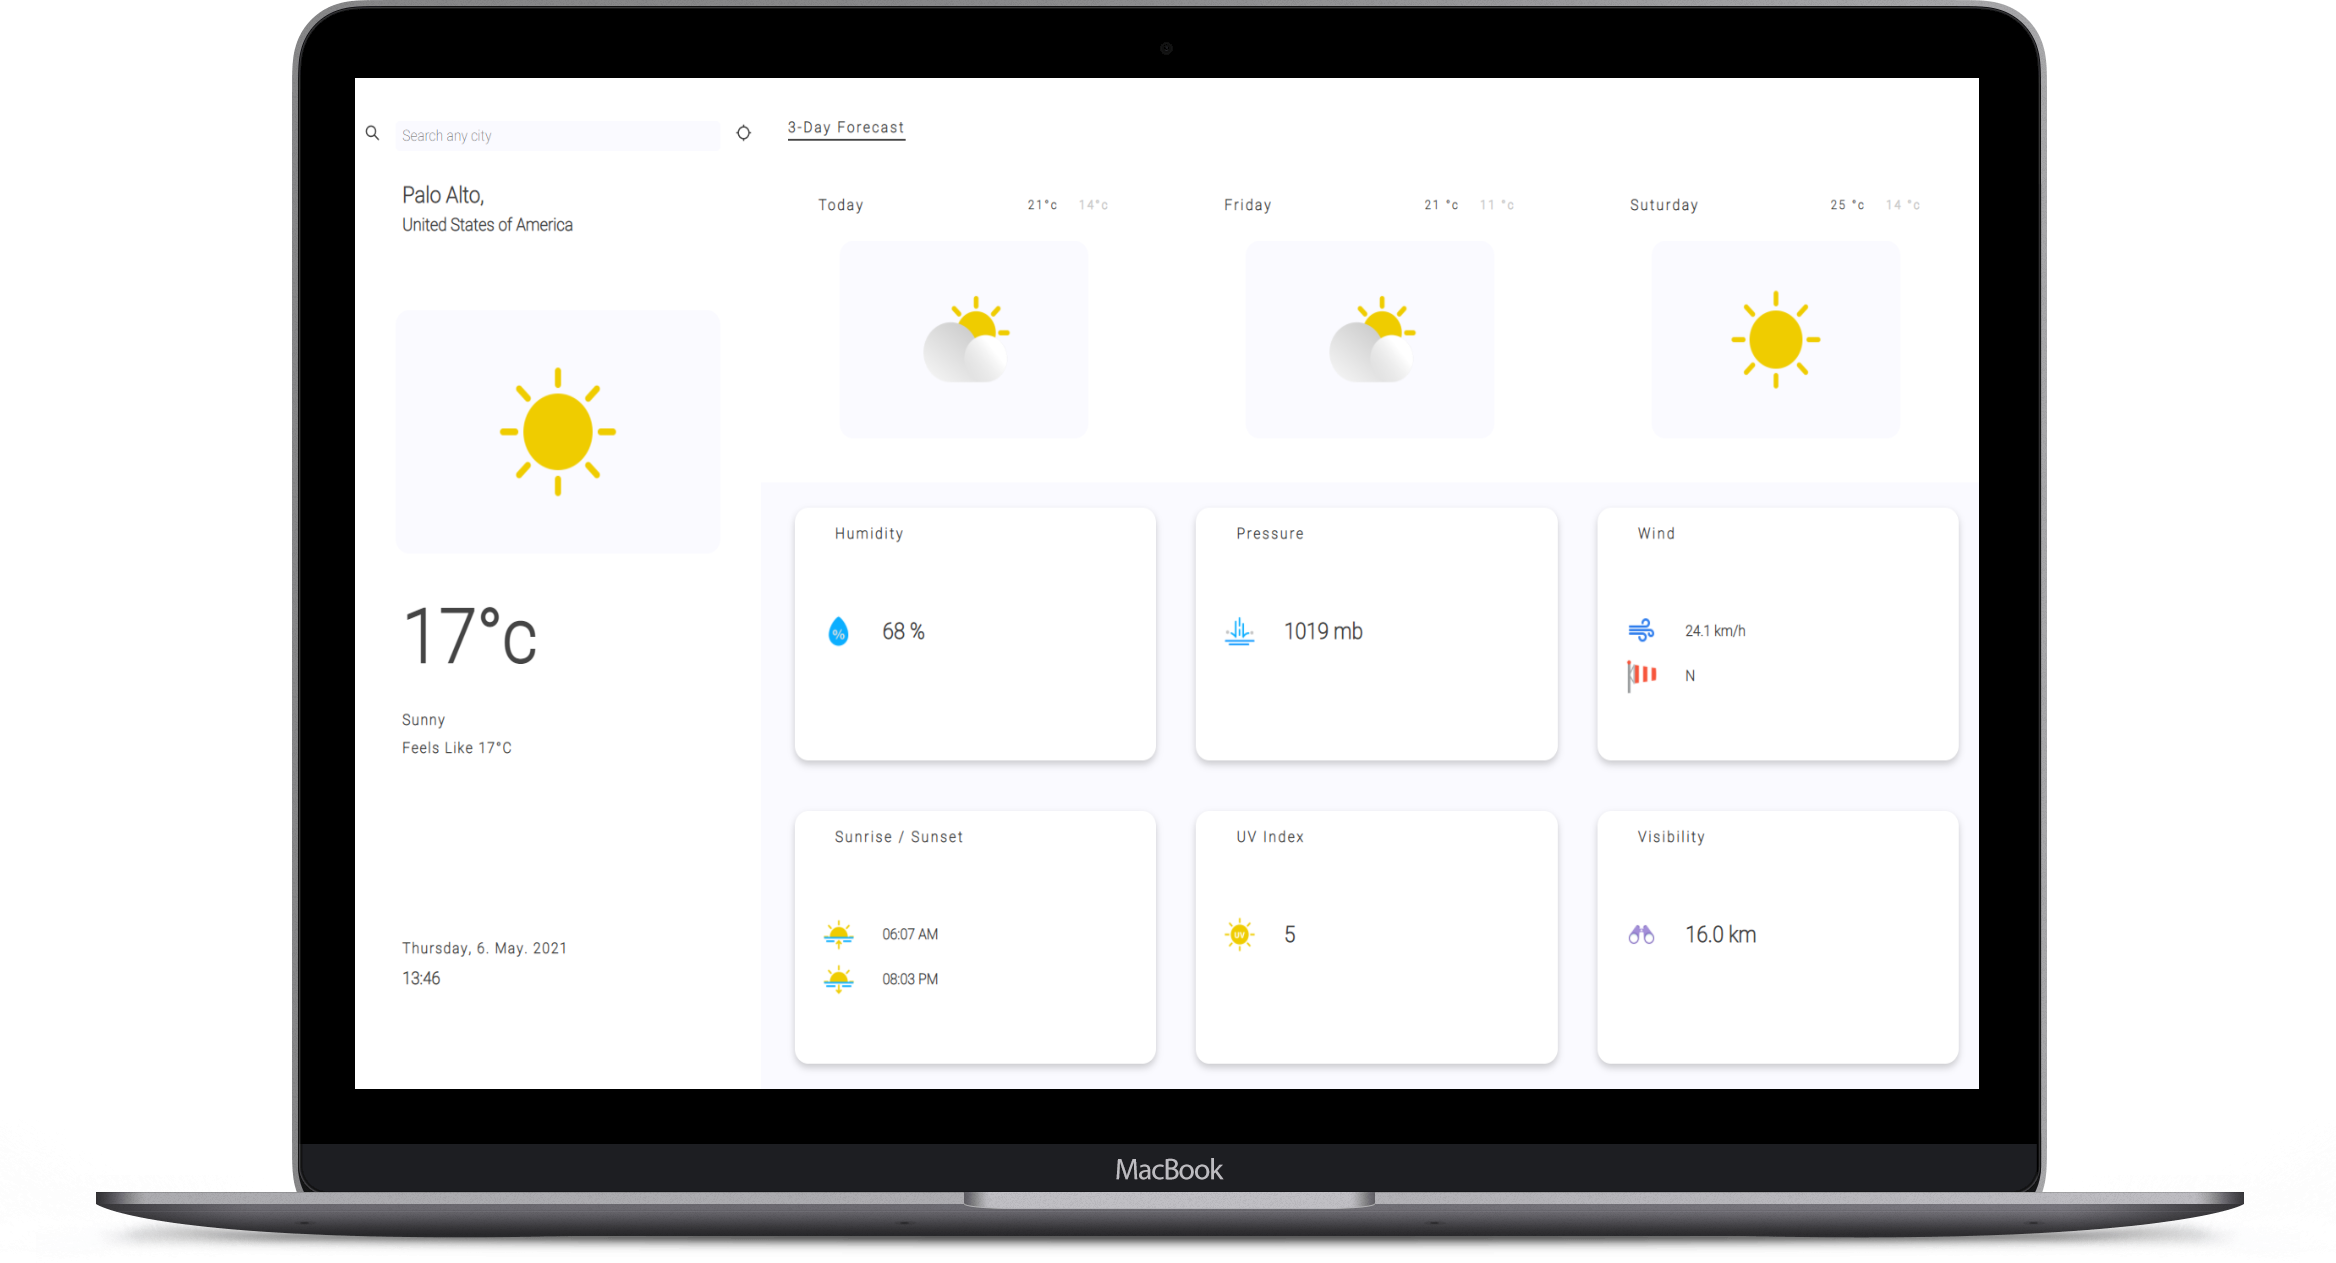 Search any city
3-Day Forecast
Palo Alto,
United States of America
Today 21°c 14°c
Friday 21 °c 11 °c
Suturday 25 °c 14 °c
17°c
Sunny
Feels Like 17°C
Thursday, 6. May. 2021
13:46
Humidity
%
68 %
Pressure
1019 mb
Wind
24.1 km/h
N
Sunrise / Sunset
06:07 AM
08:03 PM
UV Index
UV
5
Visibility
16.0 km
MacBook